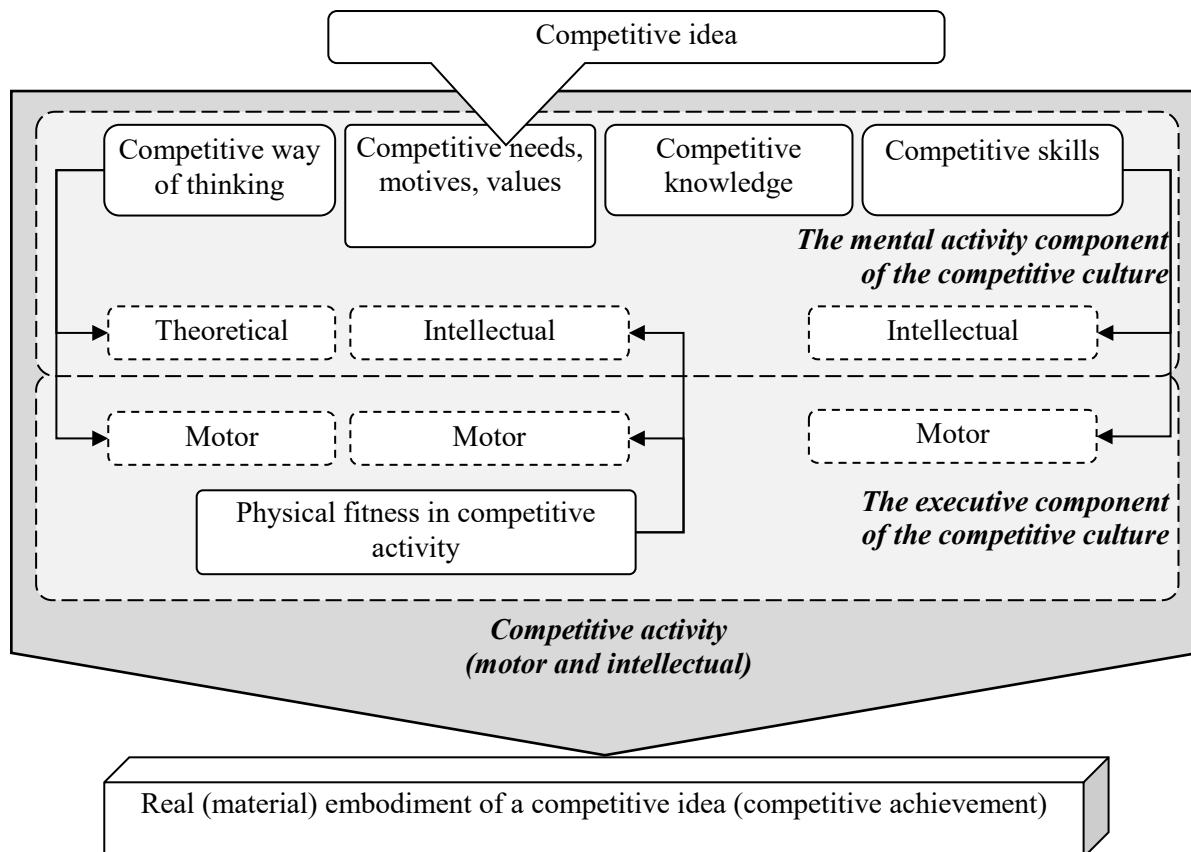 Competitive idea
Competitive way
of thinking
Competitive needs,
motives, values
Competitive
knowledge
Competitive skills
The mental activity component
of the competitive culture
Theoretical
Intellectual
Intellectual
Motor
Motor
Motor
Physical fitness in competitive
activity
The executive component
of the competitive culture
Competitive activity
(motor and intellectual)
Real (material) embodiment of a competitive idea (competitive achievement)